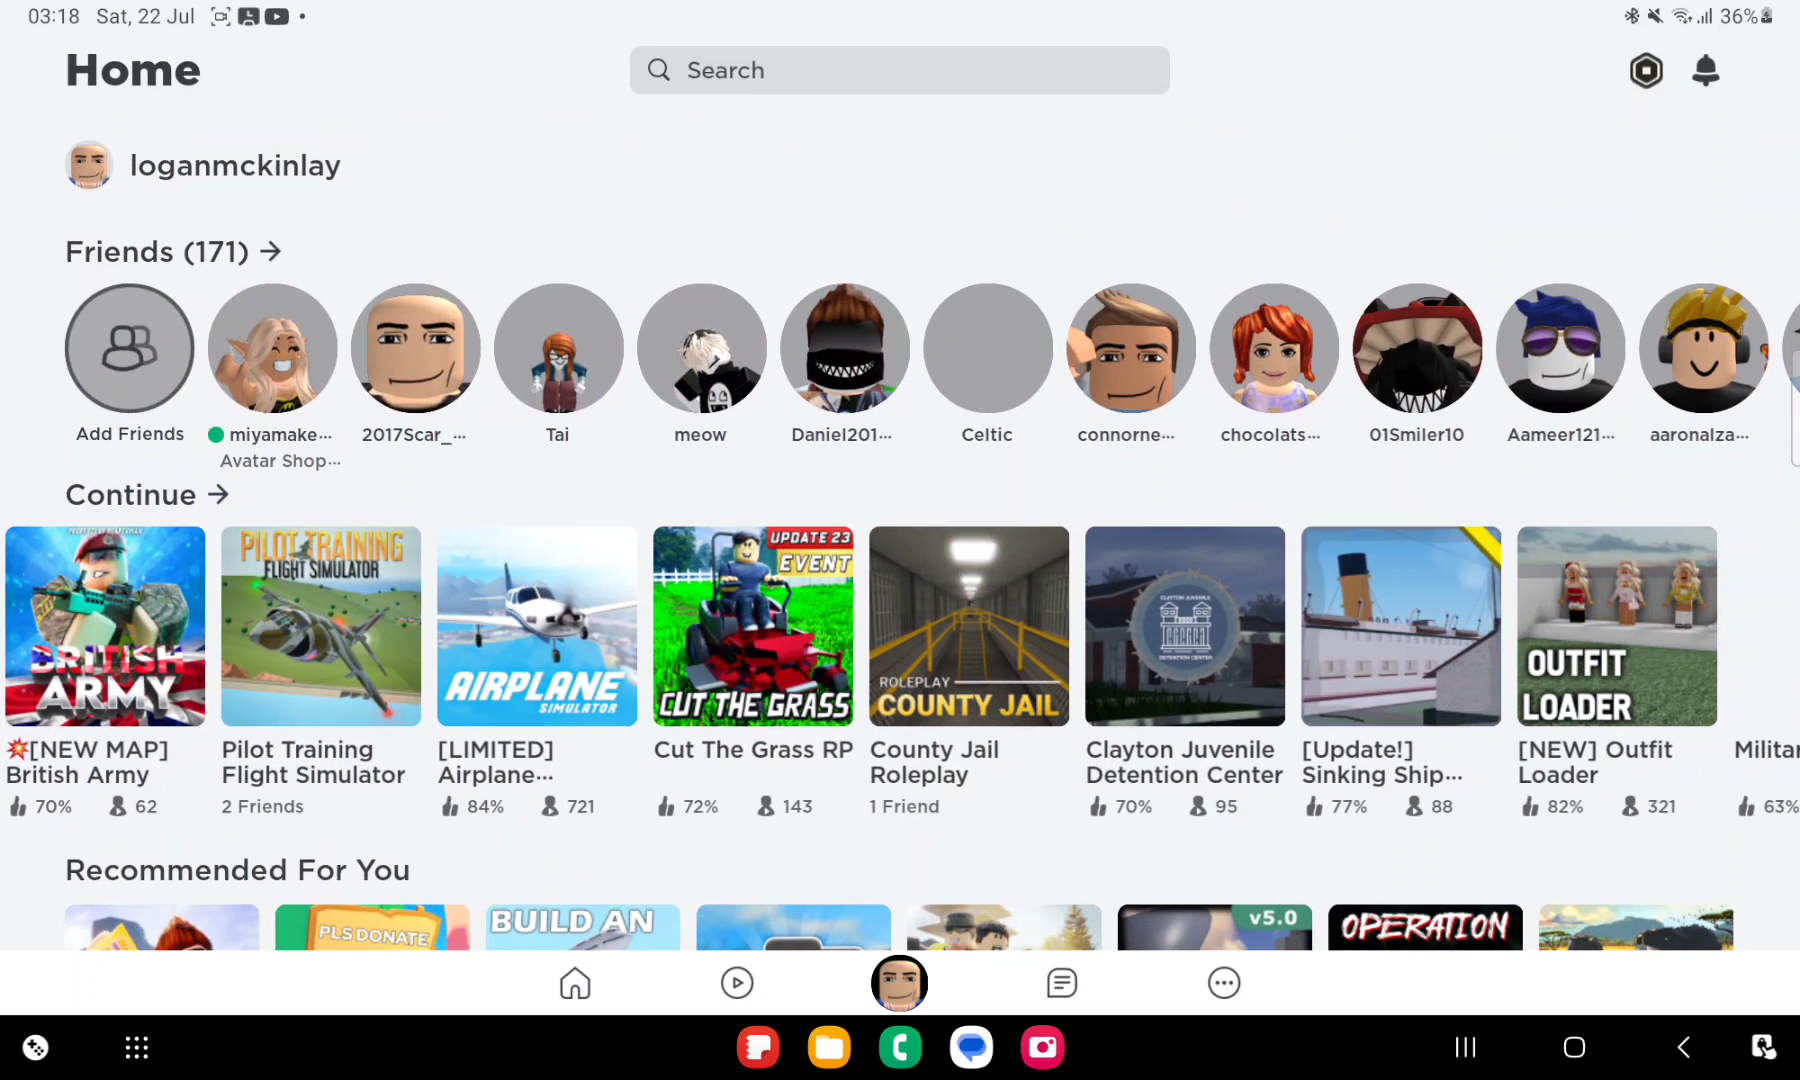 03:18 Sat, 22 Jul
36%
Home
Search
loganmckinlay
Friends (171)
Add Friends
miyamake...
Avatar Shop...
2017Scar_...
Tai
meow
Daniel201...
Celtic
connorne...
chocolats...
01Smiler10
Aameer121...
aaronalza...
Continue
BRITISH
ARMY
PILOT TRAINING
FLIGHT SIMULATOR
AIRPLANE
SIMULATOR
UPDATE 23
EVENT
CUT THE GRASS
ROLEPLAY
COUNTY JAIL
CLAYTON JUVENILE
DETENTION CENTER
OUTFIT
LOADER
[NEW MAP]
British Army
70% 62
Pilot Training
Flight Simulator
2 Friends
[LIMITED]
Airplane...
84% 721
Cut The Grass RP
72% 143
County Jail
Roleplay
1 Friend
Clayton Juvenile
Detention Center
70% 95
[Update!]
Sinking Ship...
77% 88
[NEW] Outfit
Loader
82% 321
Militar
63%
Recommended For You
PLS DONATE
BUILD AN
v5.0
OPERATION